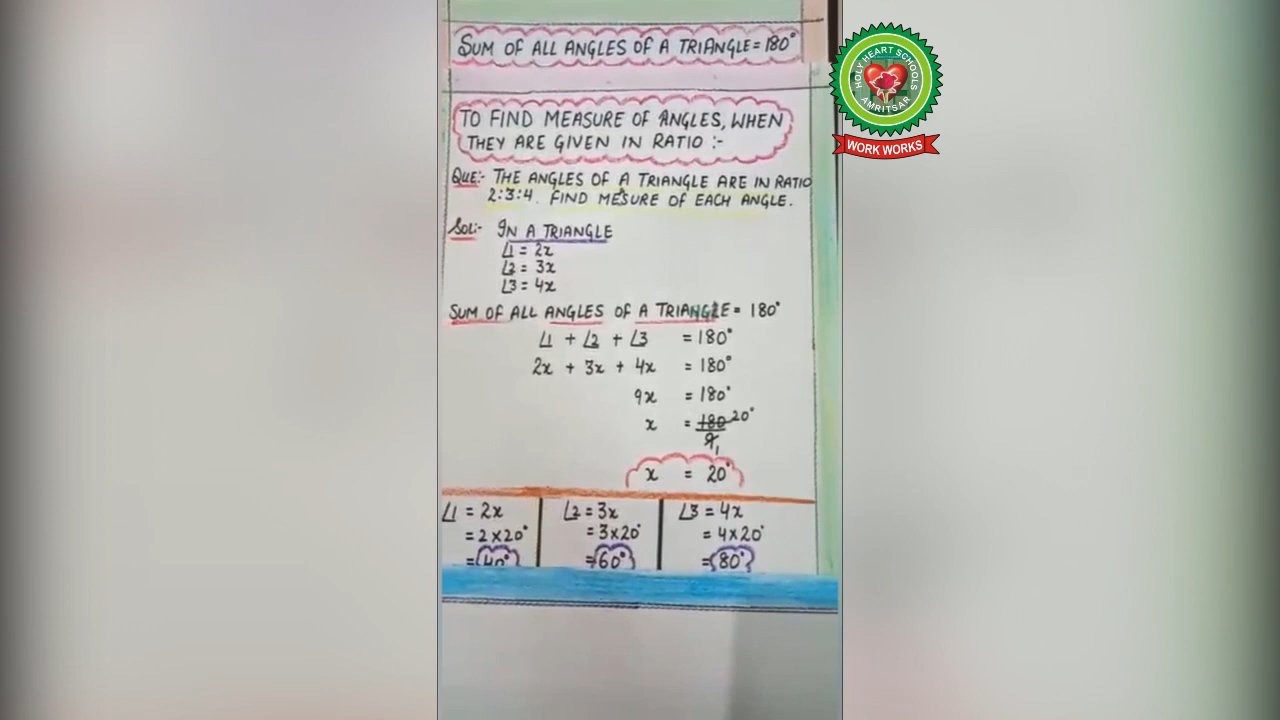 SUM OF ALL ANGLES OF A TRIANGLE = 180°
TO FIND MEASURE OF ANGLES, WHEN
THEY ARE GIVEN IN RATIO :-
QUE:- THE ANGLES OF A TRIANGLE ARE IN RATIO
2:3:4. FIND MESURE OF EACH ANGLE.
SOL:- IN A TRIANGLE
∠1 = 2x
∠2 = 3x
∠3 = 4x
SUM OF ALL ANGLES OF A TRIANGLE = 180°
∠1 + ∠2 + ∠3 = 180°
2x + 3x + 4x = 180°
9x = 180°
x = 180/9 20° 1
x = 20°
∠1 = 2x ∠2 = 3x ∠3 = 4x
= 2 x 20° = 3x20° = 4x20°
= 40° = 60° = 80°
HOLY HEART SCHOOLS
AMRITSAR
WORK WORKS